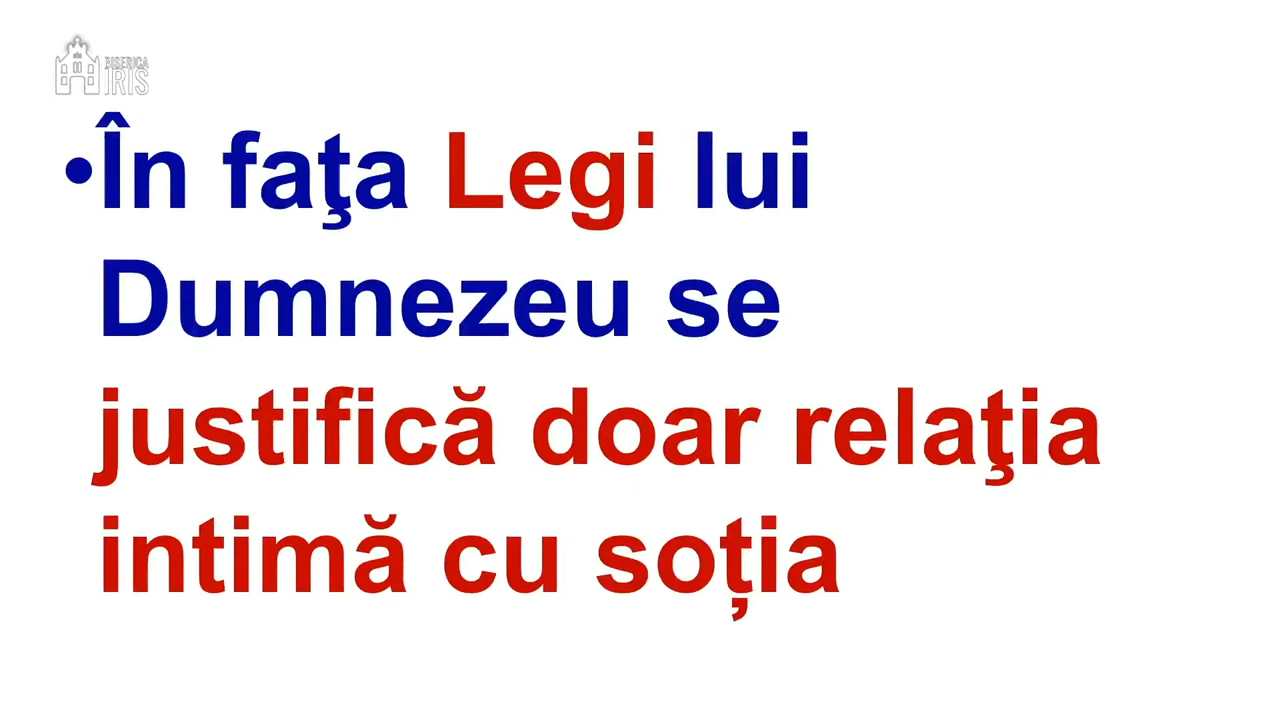 BISERICA
IRIS
•În faţa Legi lui
Dumnezeu se
justifică doar relaţia
intimă cu soția